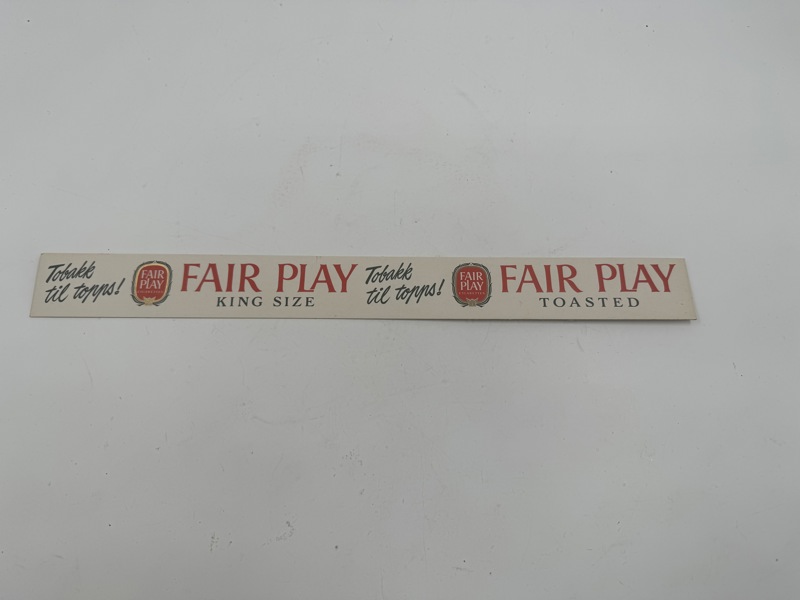 Tobakk
til topps!
FAIR
PLAY
FAIR PLAY
KING SIZE
Tobakk
til topps!
FAIR
PLAY
FAIR PLAY
TOASTED